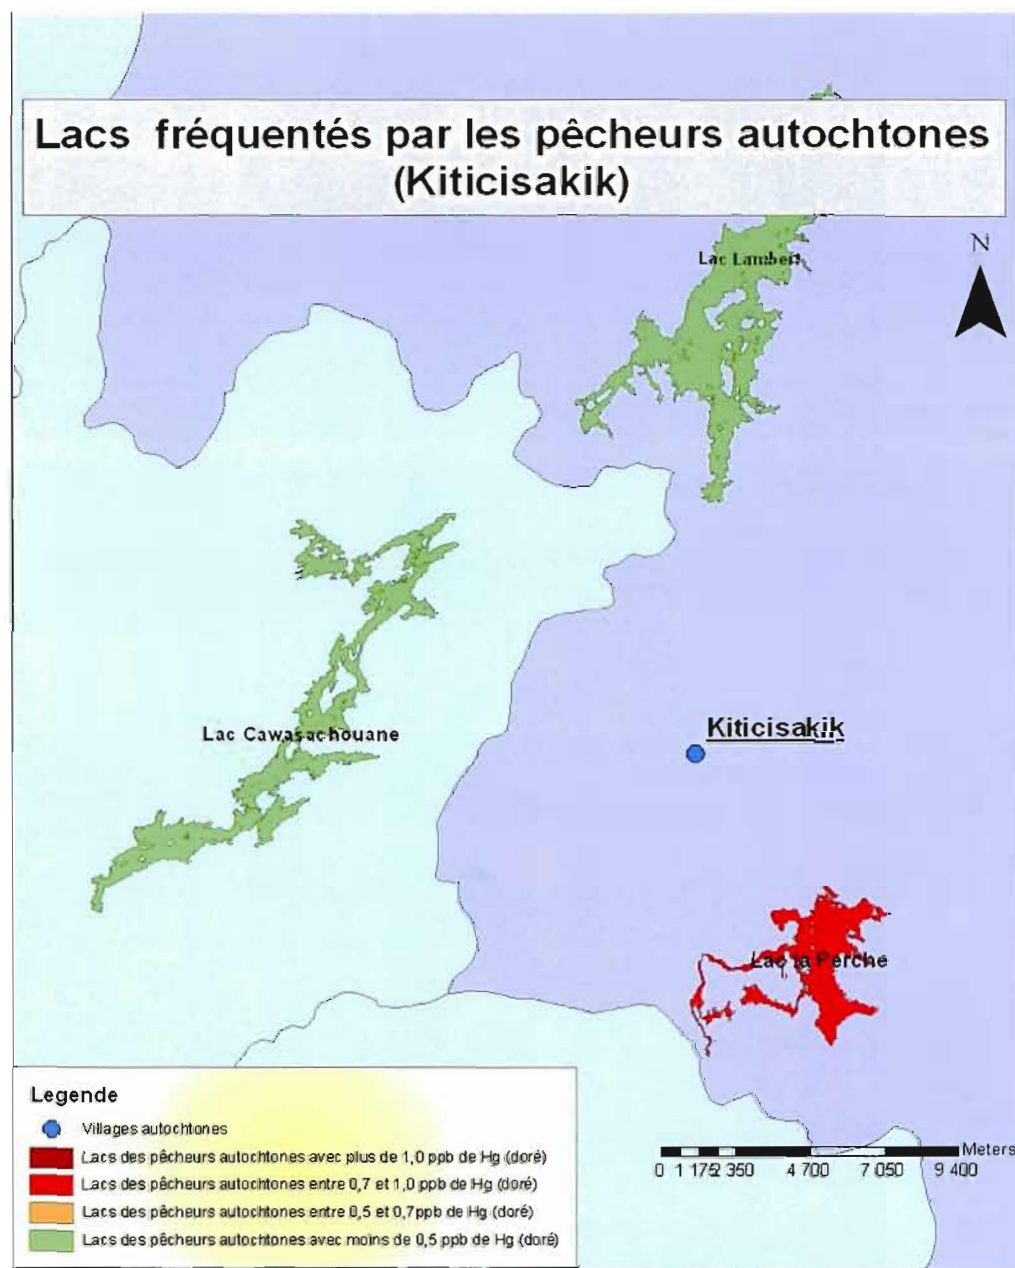 Lacs fréquentés par les pêcheurs autochtones
(Kiticisakik)
Lac Lambert
N
Lac Cawasachouane
Kiticisakik
Lac la Perche
Legende
Villages autochtones
Lacs des pêcheurs autochtones avec plus de 1,0 ppb de Hg (doré)
Lacs des pêcheurs autochtones entre 0,7 et 1,0 ppb de Hg (doré)
Lacs des pêcheurs autochtones entre 0,5 et 0,7ppb de Hg (doré)
Lacs des pêcheurs autochtones avec moins de 0,5 ppb de Hg (doré)
Meters
0 1 175 2 350 4 700 7 050 9 400